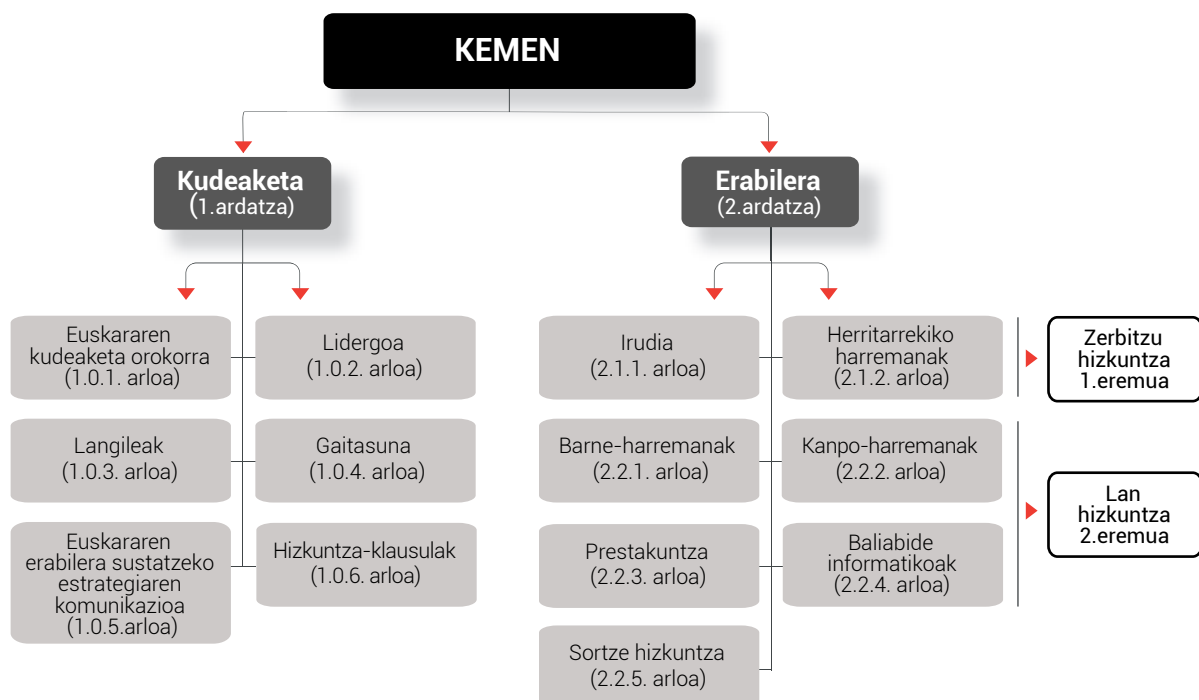 KEMEN
Kudeaketa
(1.ardatza)
Erabilera
(2.ardatza)
Euskararen
kudeaketa orokorra
(1.0.1. arloa)
Lidergoa
(1.0.2. arloa)
Irudia
(2.1.1. arloa)
Herritarrekiko
harremanak
(2.1.2. arloa)
Zerbitzu
hizkuntza
1.eremua
Langileak
(1.0.3. arloa)
Gaitasuna
(1.0.4. arloa)
Barne-harremanak
(2.2.1. arloa)
Kanpo-harremanak
(2.2.2. arloa)
Lan
hizkuntza
2.eremua
Euskararen
erabilera sustatzeko
estrategiaren
komunikazioa
(1.0.5.arloa)
Hizkuntza-klausulak
(1.0.6. arloa)
Prestakuntza
(2.2.3. arloa)
Baliabide
informatikoak
(2.2.4. arloa)
Sortze hizkuntza
(2.2.5. arloa)